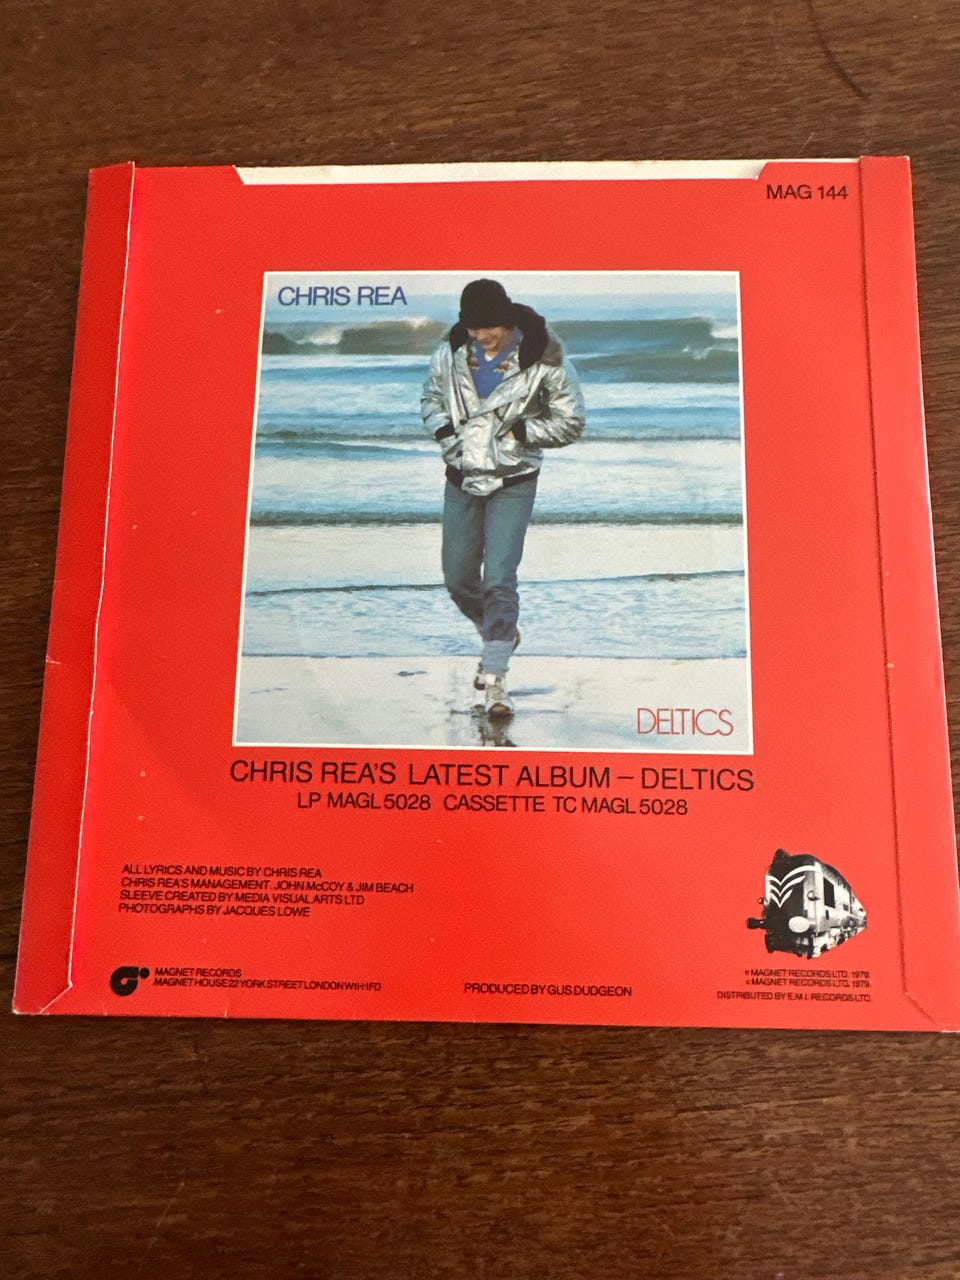 MAG 144
CHRIS REA
DELTICS
CHRIS REA'S LATEST ALBUM – DELTICS
LP MAGL 5028 CASSETTE TC MAGL 5028
ALL LYRICS AND MUSIC BY CHRIS REA
CHRIS REA'S MANAGEMENT. JOHN McCOY & JIM BEACH
SLEEVE CREATED BY MEDIA VISUAL ARTS LTD
PHOTOGRAPHS BY JACQUES LOWE
MAGNET RECORDS
MAGNET HOUSE 22 YORK STREET LONDON W1H 1FD
PRODUCED BY GUS DUDGEON
℗ MAGNET RECORDS LTD. 1979.
© MAGNET RECORDS LTD. 1979.
DISTRIBUTED BY E.M.I. RECORDS LTD.